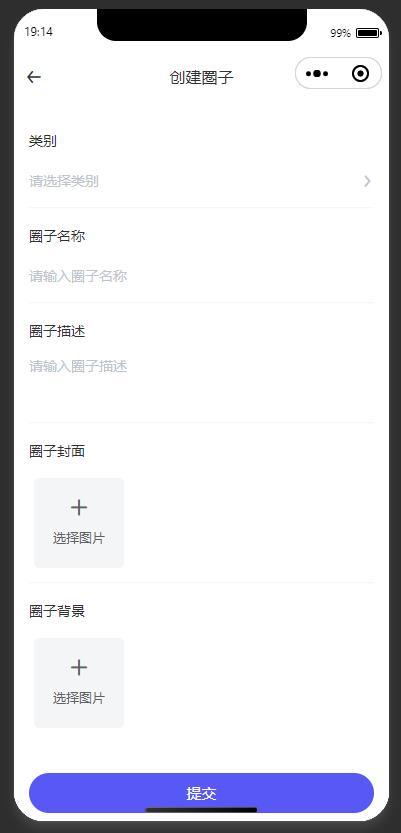 19:14
99%
创建圈子
类别
请选择类别
圈子名称
请输入圈子名称
圈子描述
请输入圈子描述
圈子封面
选择图片
圈子背景
选择图片
提交